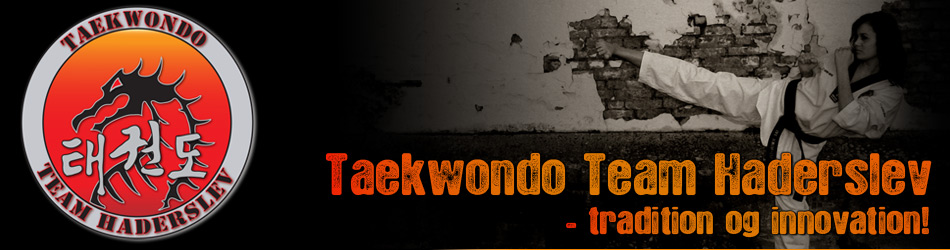 TAEKWONDO
태권도
TEAM HADERSLEV
Taekwondo Team Haderslev
- tradition og innovation!